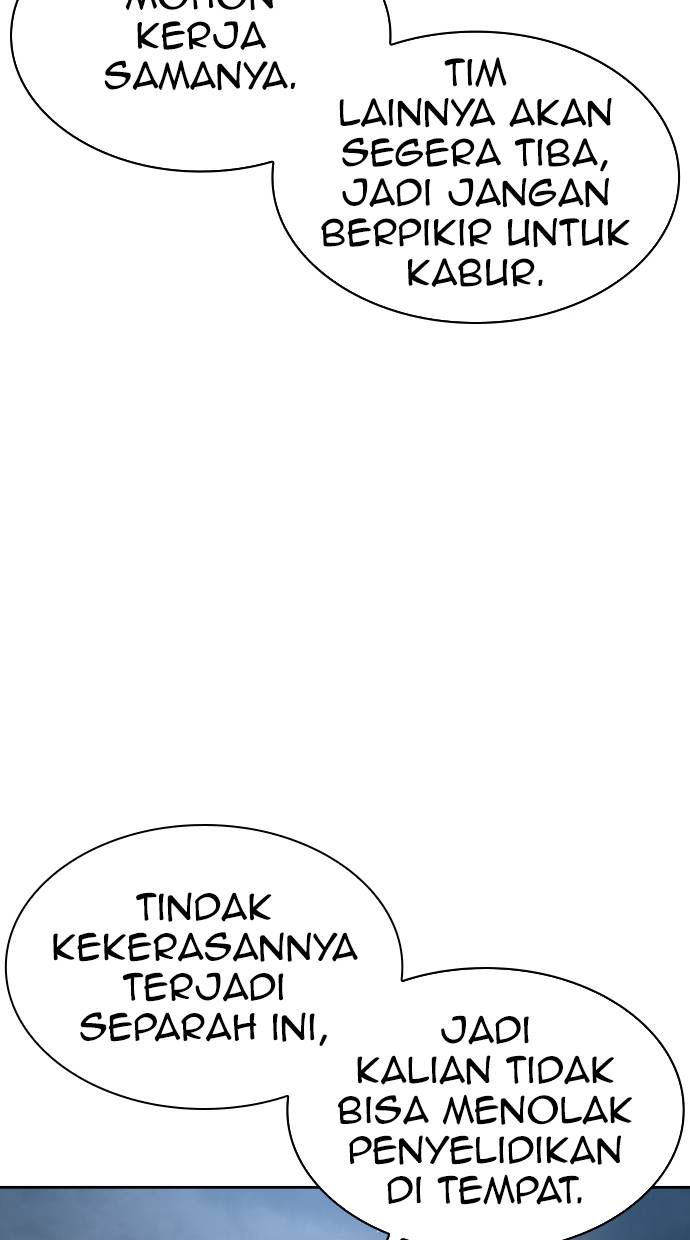 MOHON
KERJA
SAMANYA.
TIM
LAINNYA AKAN
SEGERA TIBA,
JADI JANGAN
BERPIKIR UNTUK
KABUR.
TINDAK
KEKERASANNYA
TERJADI
SEPARAH INI,
JADI
KALIAN TIDAK
BISA MENOLAK
PENYELIDIKAN
DI TEMPAT.